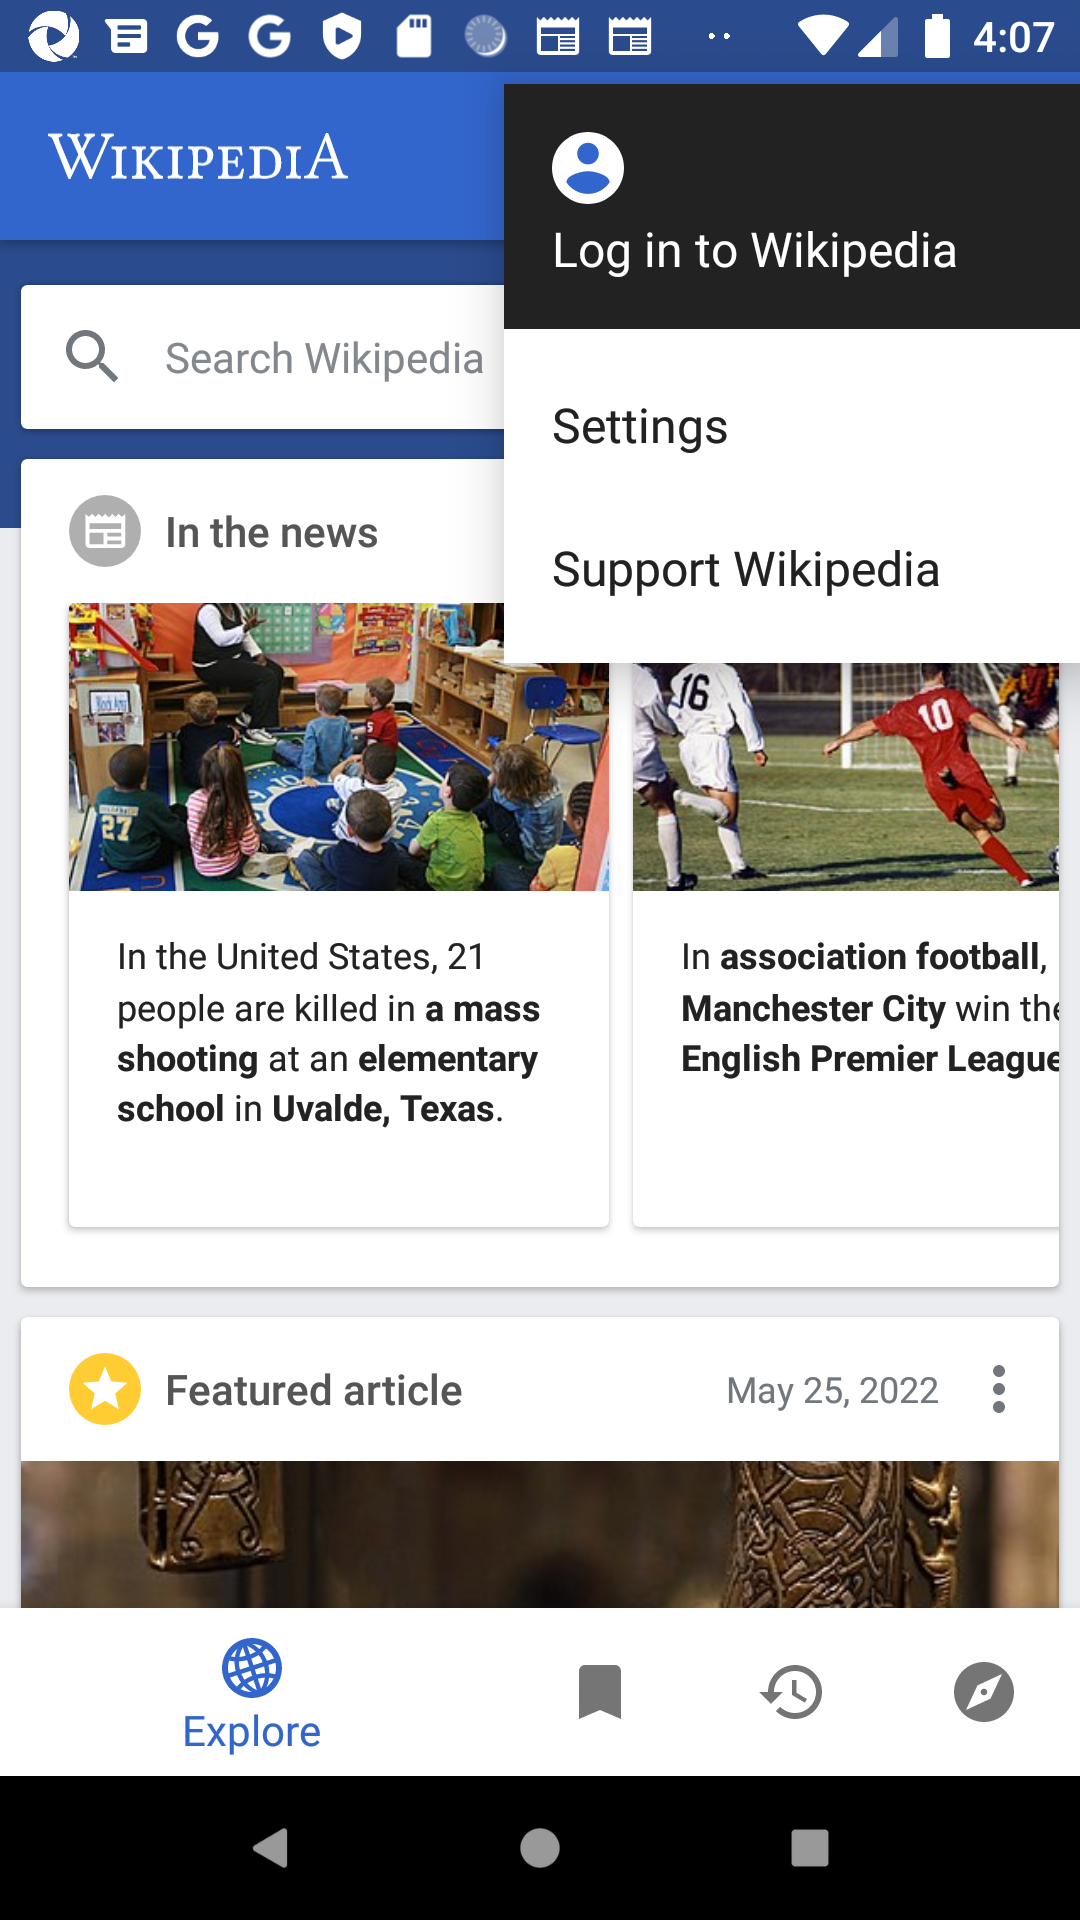 4:07
WIKIPEDIA
Log in to Wikipedia
Search Wikipedia
Settings
Support Wikipedia
In the news
16
10
27
In the United States, 21
people are killed in a mass
shooting at an elementary
school in Uvalde, Texas.
In association football,
Manchester City win the
English Premier League
Featured article
May 25, 2022
Explore